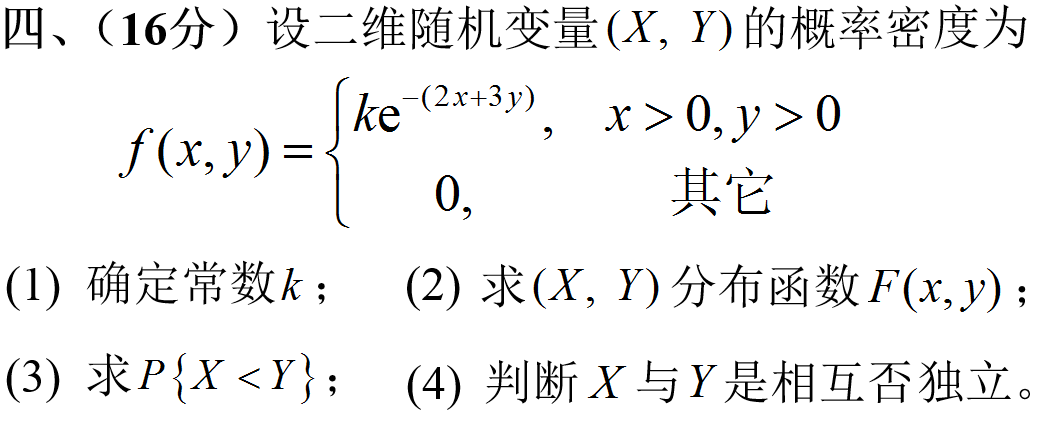 四、（16分）设二维随机变量(X, Y)的概率密度为
f(x, y) = { ke^{-(2x+3y)}, x > 0, y > 0
0, 其它
(1) 确定常数k； (2) 求(X, Y)分布函数F(x, y)；
(3) 求P{X < Y}； (4) 判断X与Y是相互否独立。